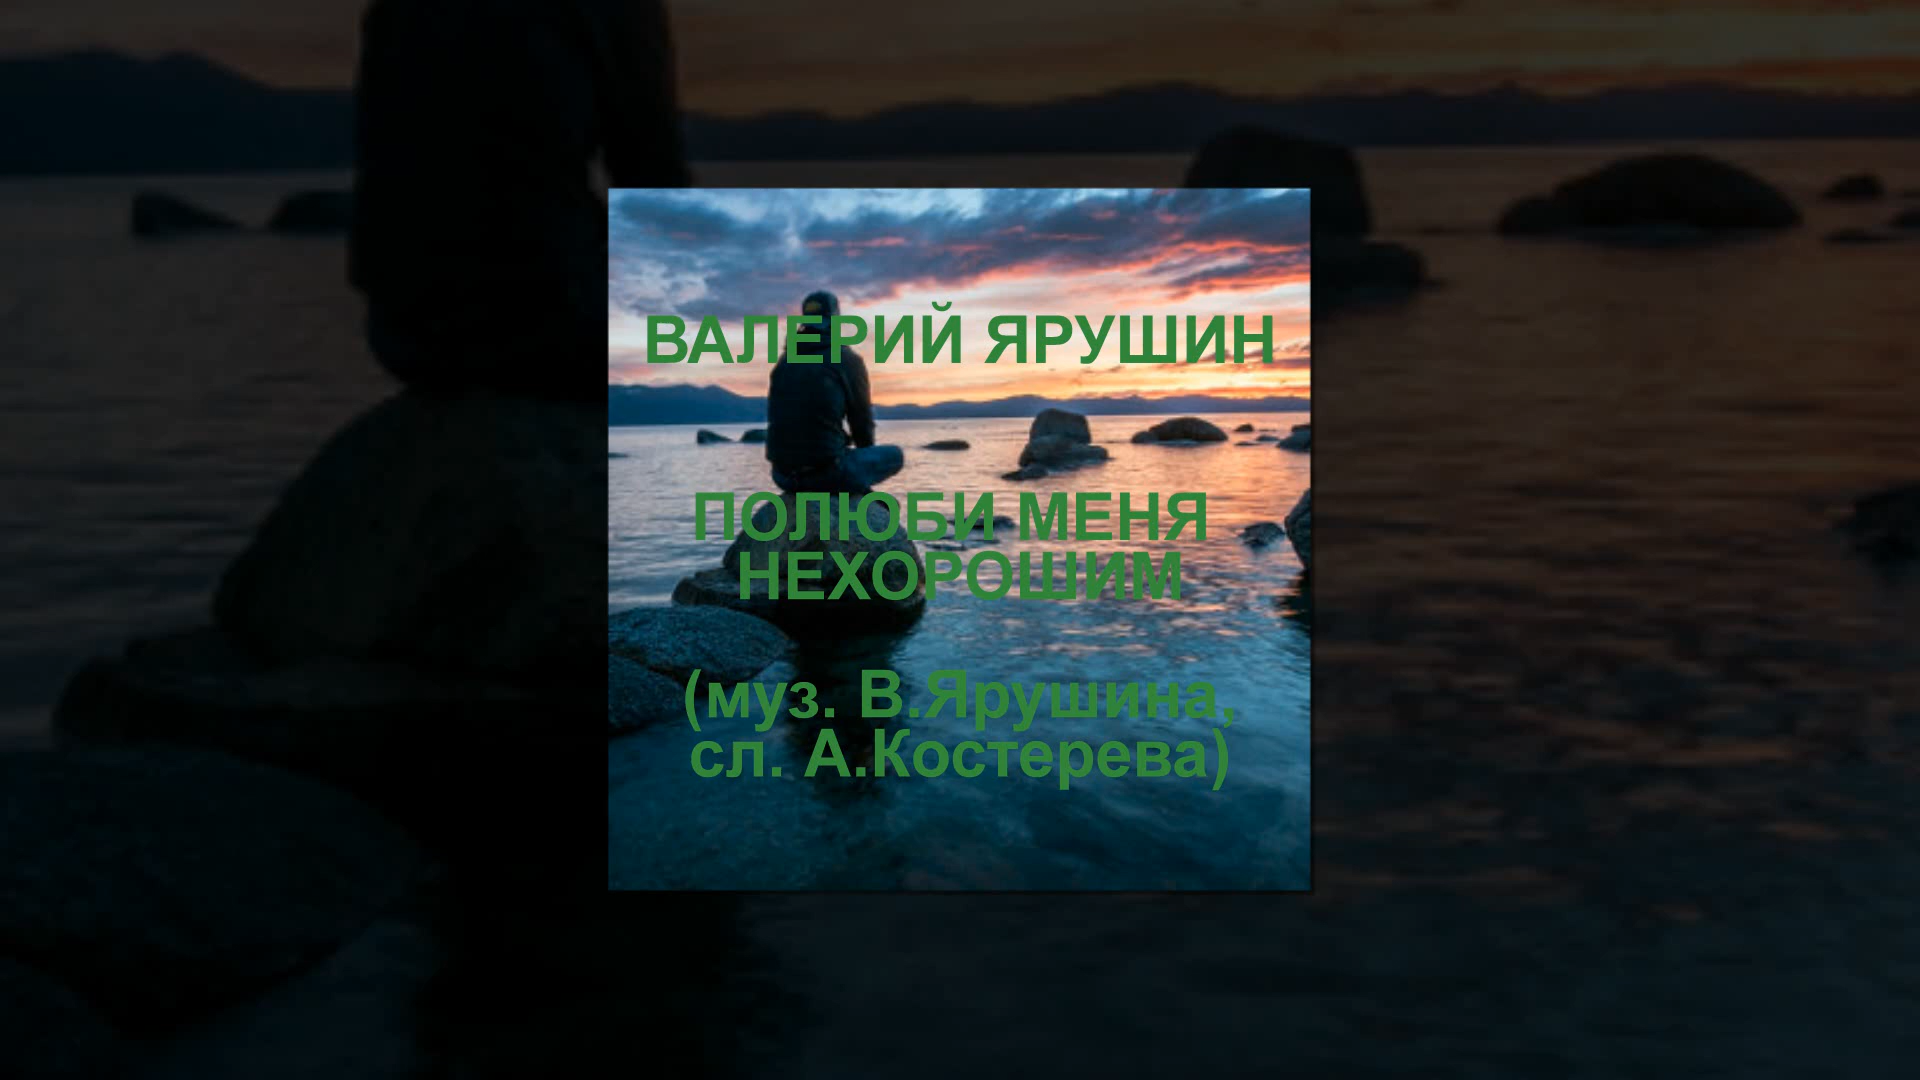 ВАЛЕРИЙ ЯРУШИН
ПОЛЮБИ МЕНЯ
НЕХОРОШИМ
(муз. В.Ярушина,
сл. А.Костерева)